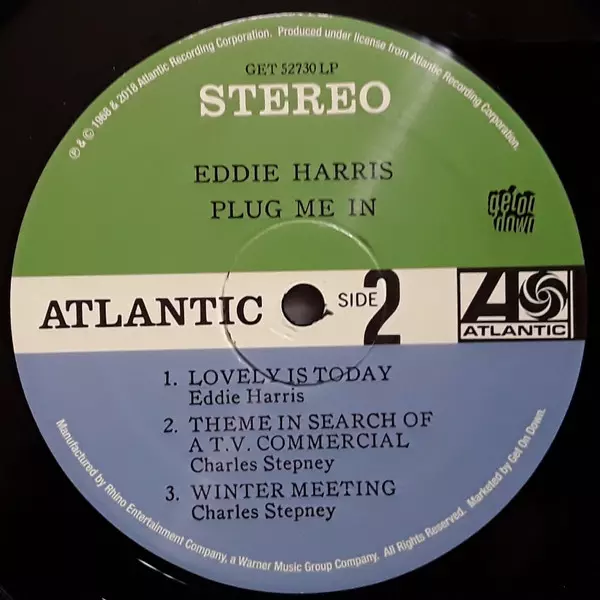 ℗ & © 1968 & 2018 Atlantic Recording Corporation. Produced under license from Atlantic Recording Corporation.
GET 52730 LP
STEREO
EDDIE HARRIS
PLUG ME IN
get on
down
ATLANTIC
SIDE 2
ATLANTIC
1. LOVELY IS TODAY
Eddie Harris
2. THEME IN SEARCH OF
A T.V. COMMERCIAL
Charles Stepney
3. WINTER MEETING
Charles Stepney
Manufactured by Rhino Entertainment Company, a Warner Music Group Company. All Rights Reserved. Marketed by Get On Down.